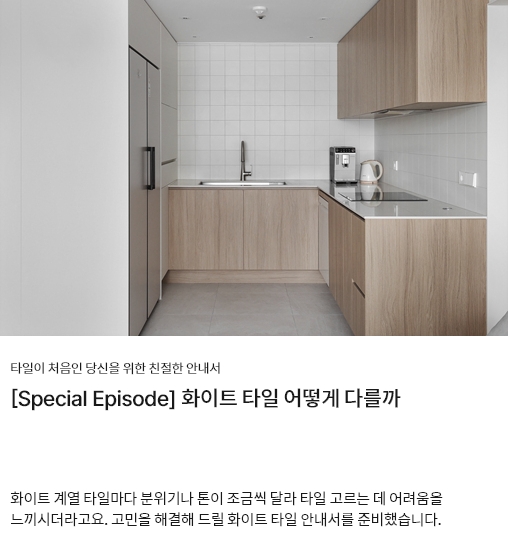 타일이 처음인 당신을 위한 친절한 안내서
[Special Episode] 화이트 타일 어떻게 다를까
화이트 계열 타일마다 분위기나 톤이 조금씩 달라 타일 고르는 데 어려움을
느끼시더라고요. 고민을 해결해 드릴 화이트 타일 안내서를 준비했습니다.